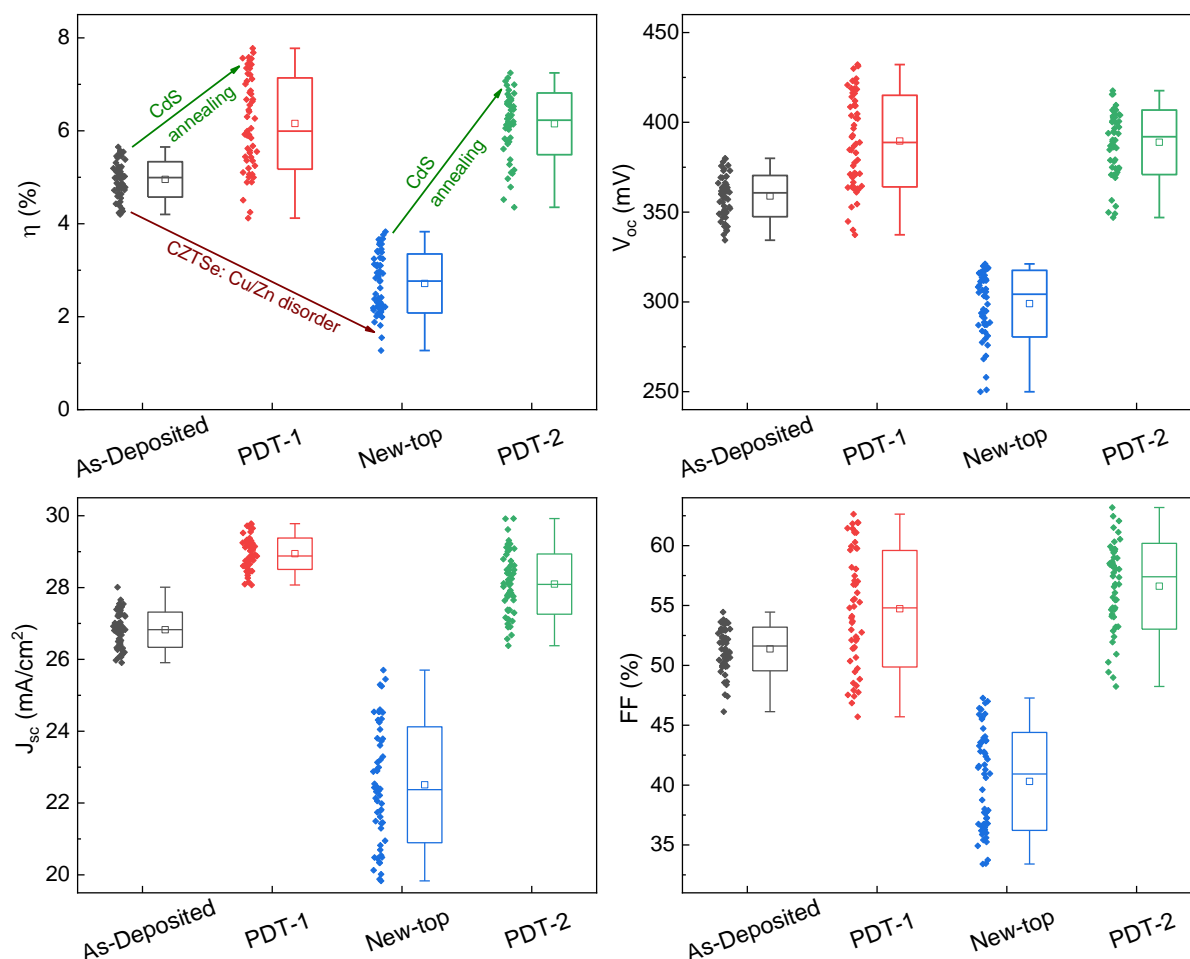 8
6
4
2
0
η (%)
CdS
annealing
CdS
annealing
CZTSe: Cu/Zn disorder
As-Deposited
PDT-1
New-top
PDT-2
450
400
350
300
250
Voc (mV)
As-Deposited
PDT-1
New-top
PDT-2
30
28
26
24
22
20
Jsc (mA/cm²)
As-Deposited
PDT-1
New-top
PDT-2
60
55
50
45
40
35
FF (%)
As-Deposited
PDT-1
New-top
PDT-2